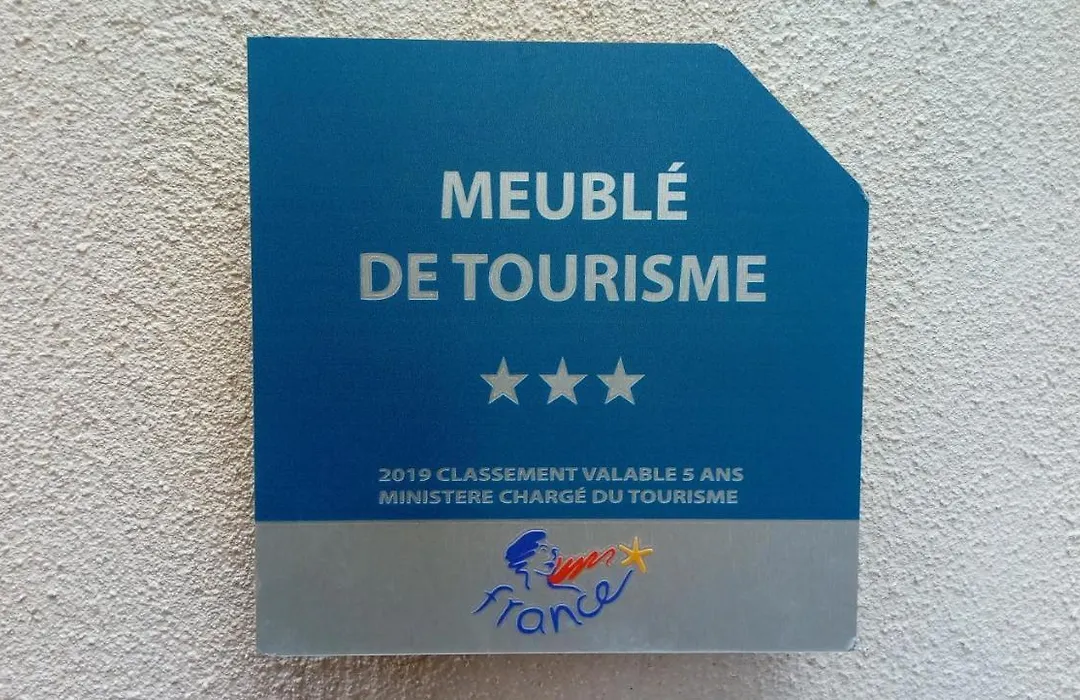 MEUBLÉ
DE TOURISME
2019 CLASSEMENT VALABLE 5 ANS
MINISTERE CHARGÉ DU TOURISME
france